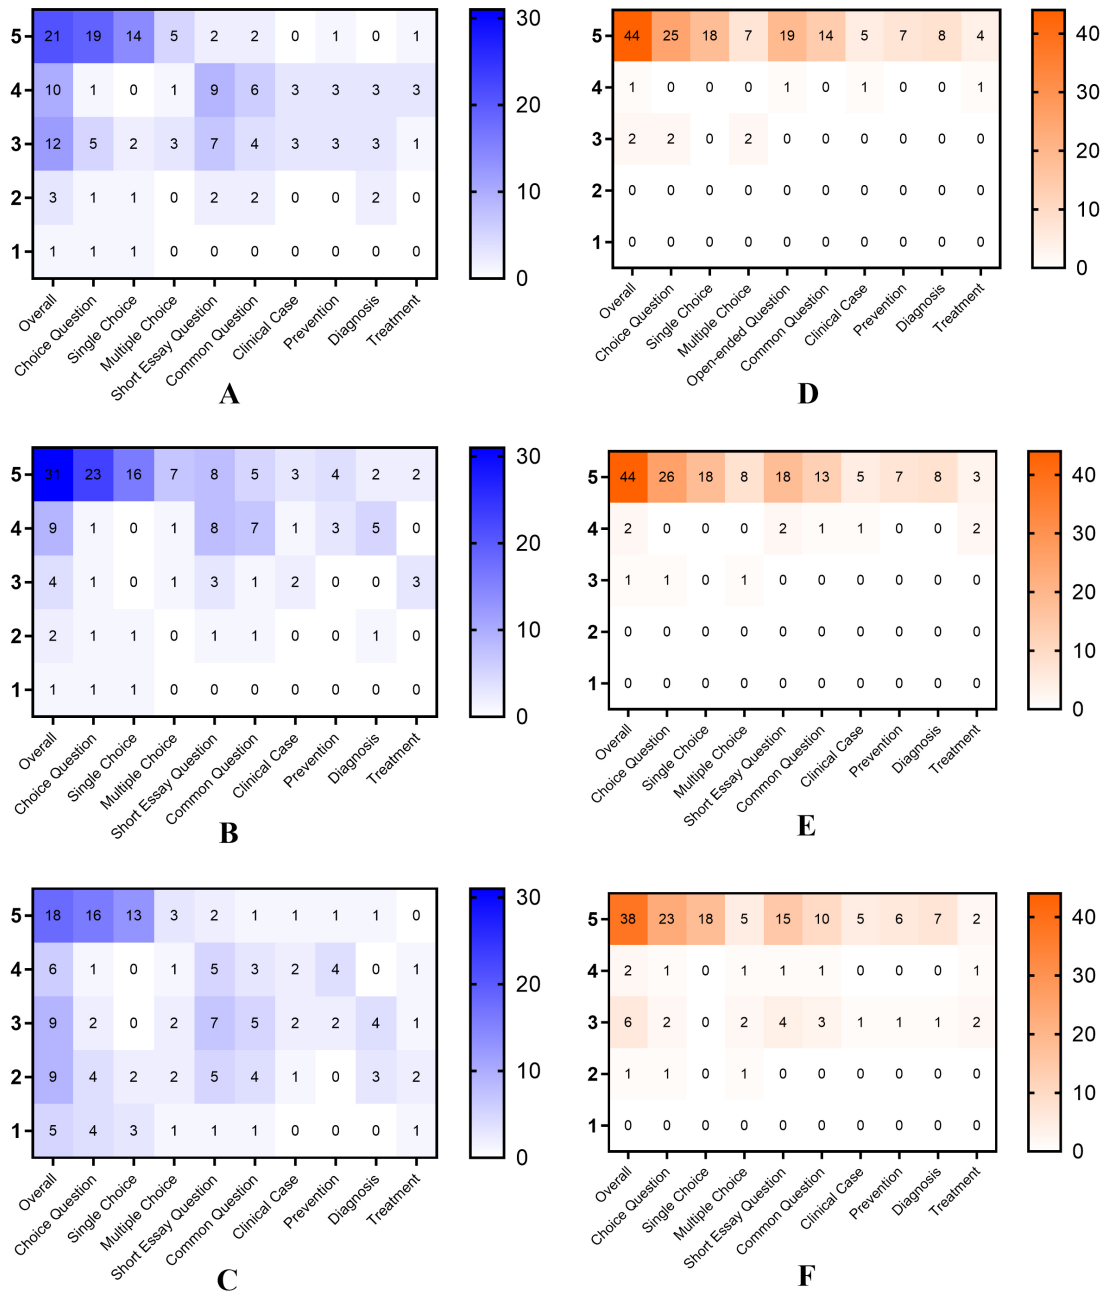 5 21 19 14 5 2 2 0 1 0 1
4 10 1 0 1 9 6 3 3 3 3
3 12 5 2 3 7 4 3 3 3 1
2 3 1 1 0 2 2 0 0 2 0
1 1 1 1 0 0 0 0 0 0 0
30
20
10
0
Overall
Choice Question
Single Choice
Multiple Choice
Short Essay Question
Common Question
Clinical Case
Prevention
Diagnosis
Treatment
A
5 44 25 18 7 19 14 5 7 8 4
4 1 0 0 0 1 0 1 0 0 1
3 2 2 0 2 0 0 0 0 0 0
2 0 0 0 0 0 0 0 0 0 0
1 0 0 0 0 0 0 0 0 0 0
40
30
20
10
0
Overall
Choice Question
Single Choice
Multiple Choice
Open-ended Question
Common Question
Clinical Case
Prevention
Diagnosis
Treatment
D
5 31 23 16 7 8 5 3 4 2 2
4 9 1 0 1 8 7 1 3 5 0
3 4 1 0 1 3 1 2 0 0 3
2 2 1 1 0 1 1 0 0 1 0
1 1 1 1 0 0 0 0 0 0 0
30
20
10
0
Overall
Choice Question
Single Choice
Multiple Choice
Short Essay Question
Common Question
Clinical Case
Prevention
Diagnosis
Treatment
B
5 44 26 18 8 18 13 5 7 8 3
4 2 0 0 0 2 1 1 0 0 2
3 1 1 0 1 0 0 0 0 0 0
2 0 0 0 0 0 0 0 0 0 0
1 0 0 0 0 0 0 0 0 0 0
40
30
20
10
0
Overall
Choice Question
Single Choice
Multiple Choice
Short Essay Question
Common Question
Clinical Case
Prevention
Diagnosis
Treatment
E
5 18 16 13 3 2 1 1 1 1 0
4 6 1 0 1 5 3 2 4 0 1
3 9 2 0 2 7 5 2 2 4 1
2 9 4 2 2 5 4 1 0 3 2
1 5 4 3 1 1 1 0 0 0 1
30
20
10
0
Overall
Choice Question
Single Choice
Multiple Choice
Short Essay Question
Common Question
Clinical Case
Prevention
Diagnosis
Treatment
C
5 38 23 18 5 15 10 5 6 7 2
4 2 1 0 1 1 1 0 0 0 1
3 6 2 0 2 4 3 1 1 1 2
2 1 1 0 1 0 0 0 0 0 0
1 0 0 0 0 0 0 0 0 0 0
40
30
20
10
0
Overall
Choice Question
Single Choice
Multiple Choice
Short Essay Question
Common Question
Clinical Case
Prevention
Diagnosis
Treatment
F